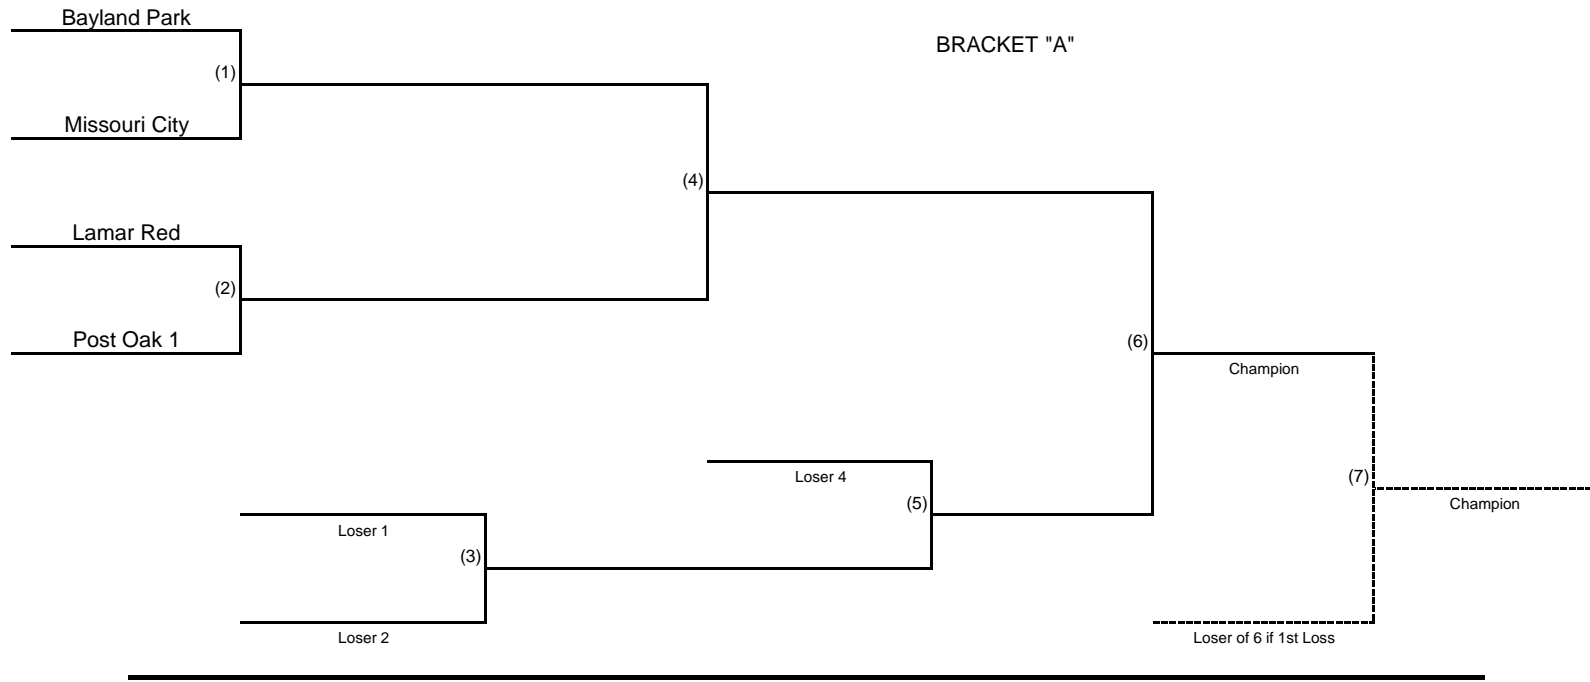 Bayland Park
BRACKET "A"
(1)
Missouri City
(4)
Lamar Red
(2)
Post Oak 1
(6)
Champion
Loser 4
(7)
(5)
Champion
Loser 1
(3)
Loser 2
Loser of 6 if 1st Loss